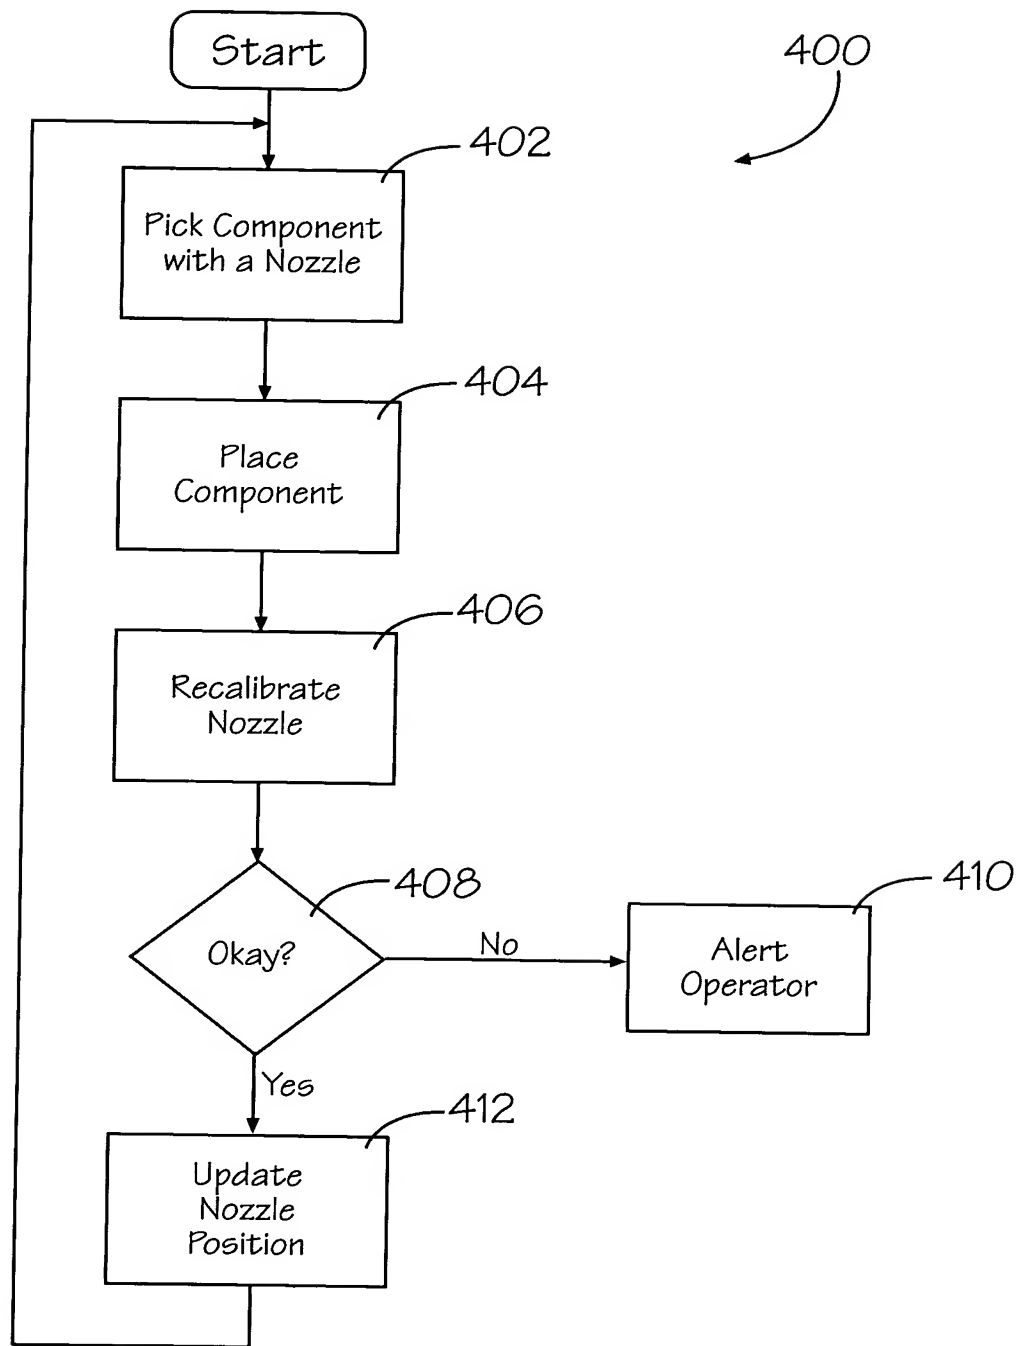 Start
400
402
Pick Component
with a Nozzle
404
Place
Component
406
Recalibrate
Nozzle
408
Okay?
No
410
Alert
Operator
Yes
412
Update
Nozzle
Position